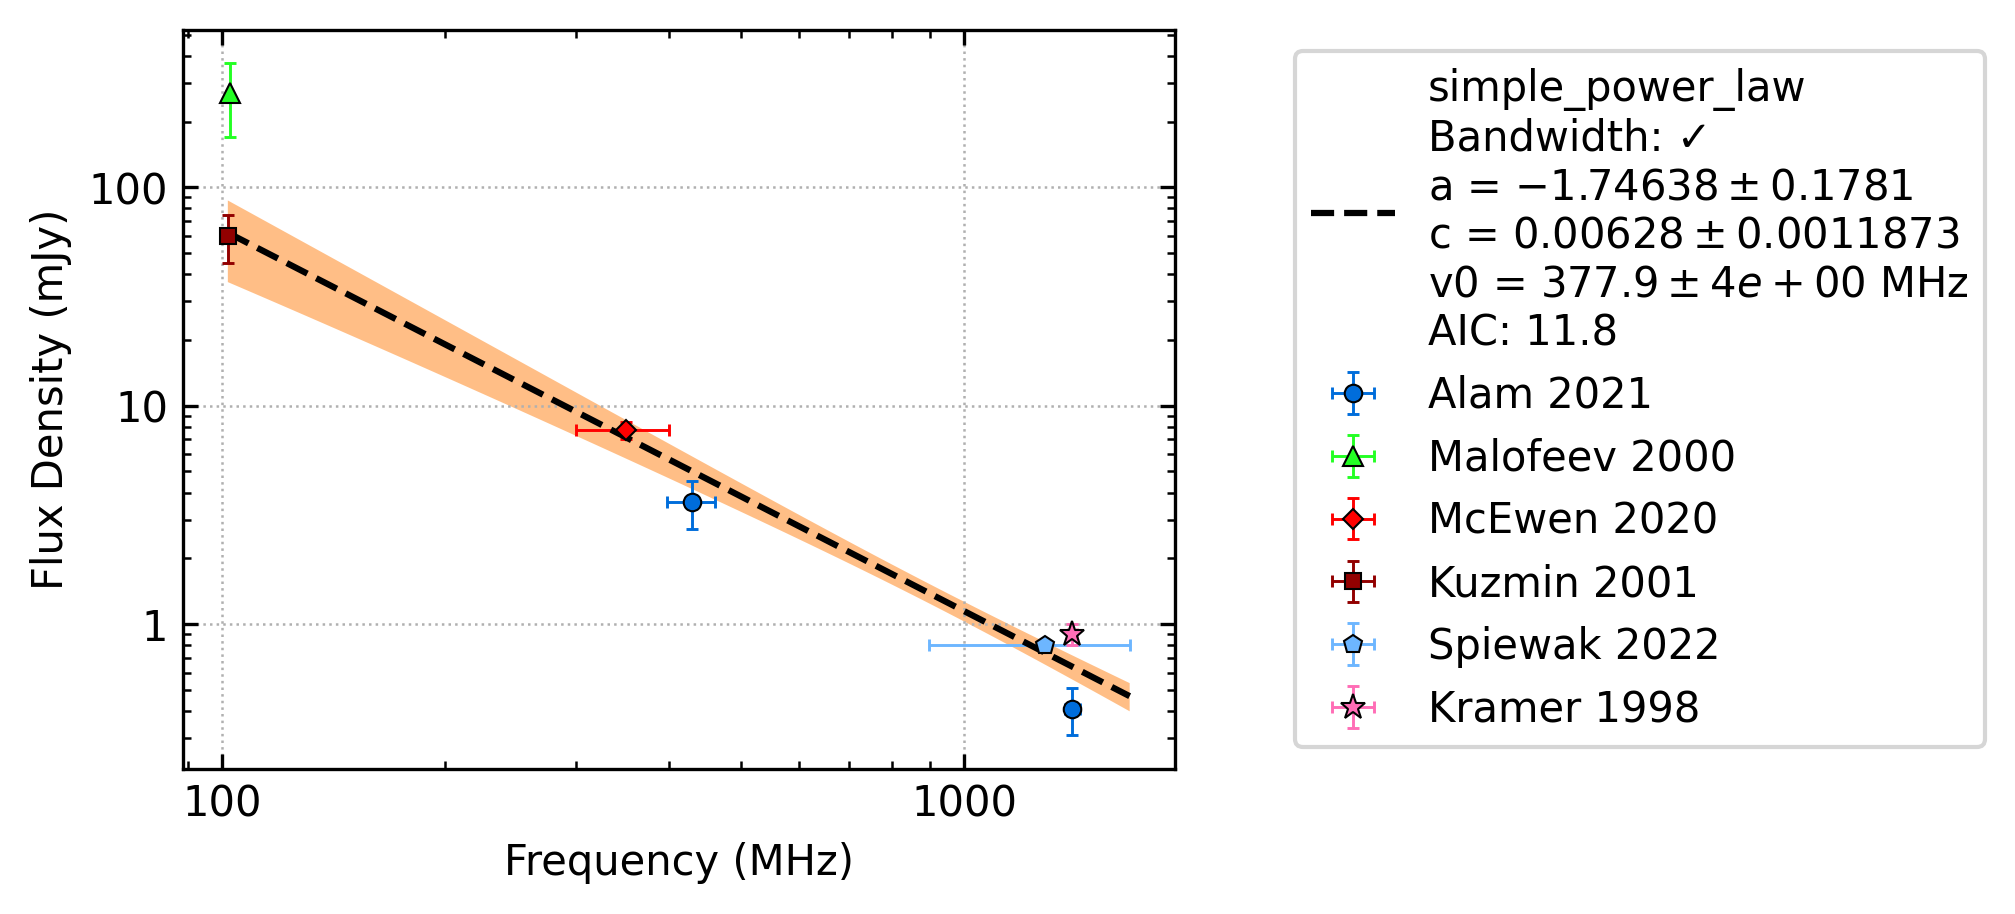 100
10
1
100
1000
Flux Density (mJy)
Frequency (MHz)
simple_power_law
Bandwidth: ✓
a = −1.74638 ± 0.1781
c = 0.00628 ± 0.0011873
v0 = 377.9 ± 4e + 00 MHz
AIC: 11.8
Alam 2021
Malofeev 2000
McEwen 2020
Kuzmin 2001
Spiewak 2022
Kramer 1998